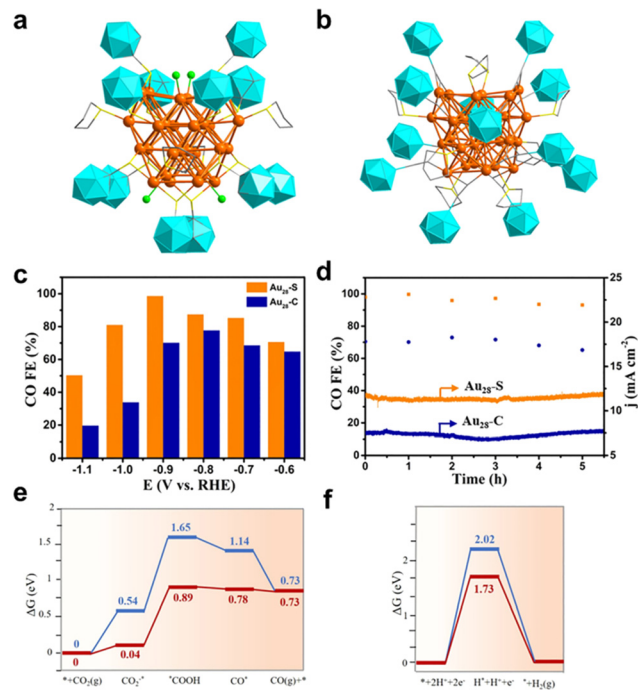 a
b
c
Au28-S
Au28-C
CO FE (%)
100
80
60
40
20
0
-1.1 -1.0 -0.9 -0.8 -0.7 -0.6
E (V vs. RHE)
d
CO FE (%)
100
80
60
40
20
0
Au28-S
Au28-C
25
20
15
10
5
j (mA cm-2)
0 1 2 3 4 5
Time (h)
e
ΔG (eV)
2
1.5
1
0.5
0
0
0
0.54
0.04
1.65
0.89
1.14
0.78
0.73
0.73
*+CO2(g) CO2-* *COOH CO* CO(g)+*
f
ΔG (eV)
2
1
0
2.02
1.73
*+2H++2e- H*+H++e- *+H2(g)